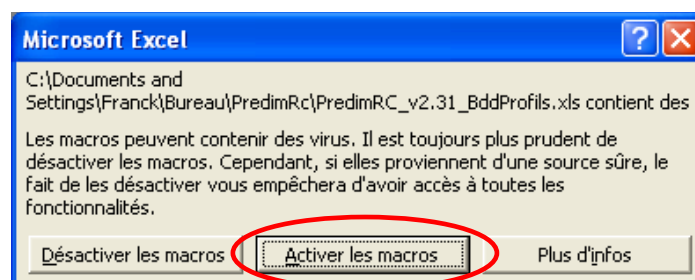 Microsoft Excel
C:\Documents and
Settings\Franck\Bureau\PredimRc\PredimRC_v2.31_BddProfils.xls contient des
Les macros peuvent contenir des virus. Il est toujours plus prudent de
désactiver les macros. Cependant, si elles proviennent d'une source sûre, le
fait de les désactiver vous empêchera d'avoir accès à toutes les
fonctionnalités.
Désactiver les macros Activer les macros Plus d'infos